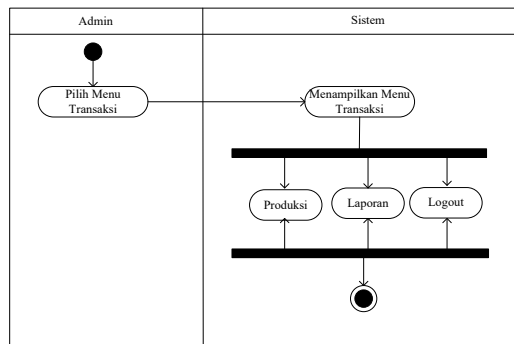 Admin
Sistem
Pilih Menu
Transaksi
Menampilkan Menu
Transaksi
Produksi
Laporan
Logout